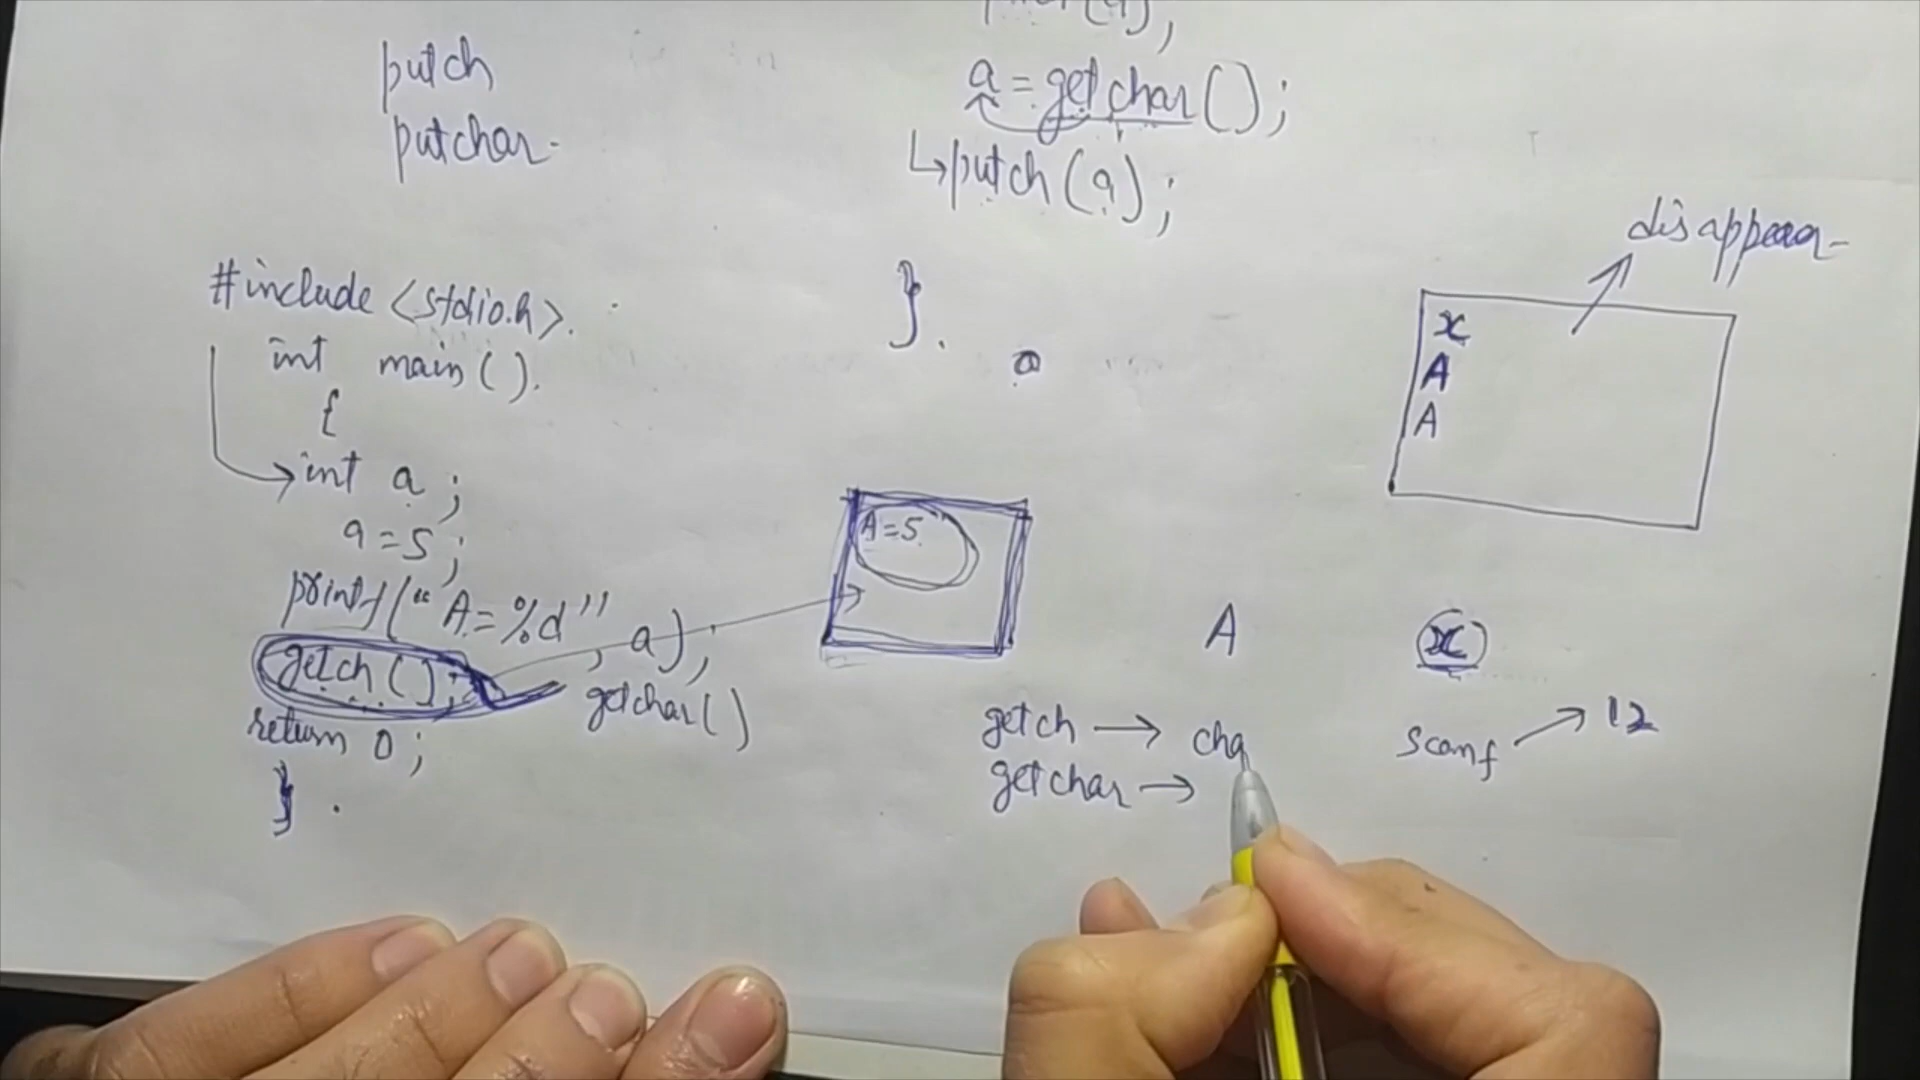 putch
putchar.
a = getchar();
putch(a);
}.
#include <stdio.h>.
int main().
{
int a;
a = 5;
printf("A = %d", a);
getch();
getchar()
return 0;
}.
A = 5
a
disappear
x
A
A
A
x
getch → cha
getchar →
scanf → 12